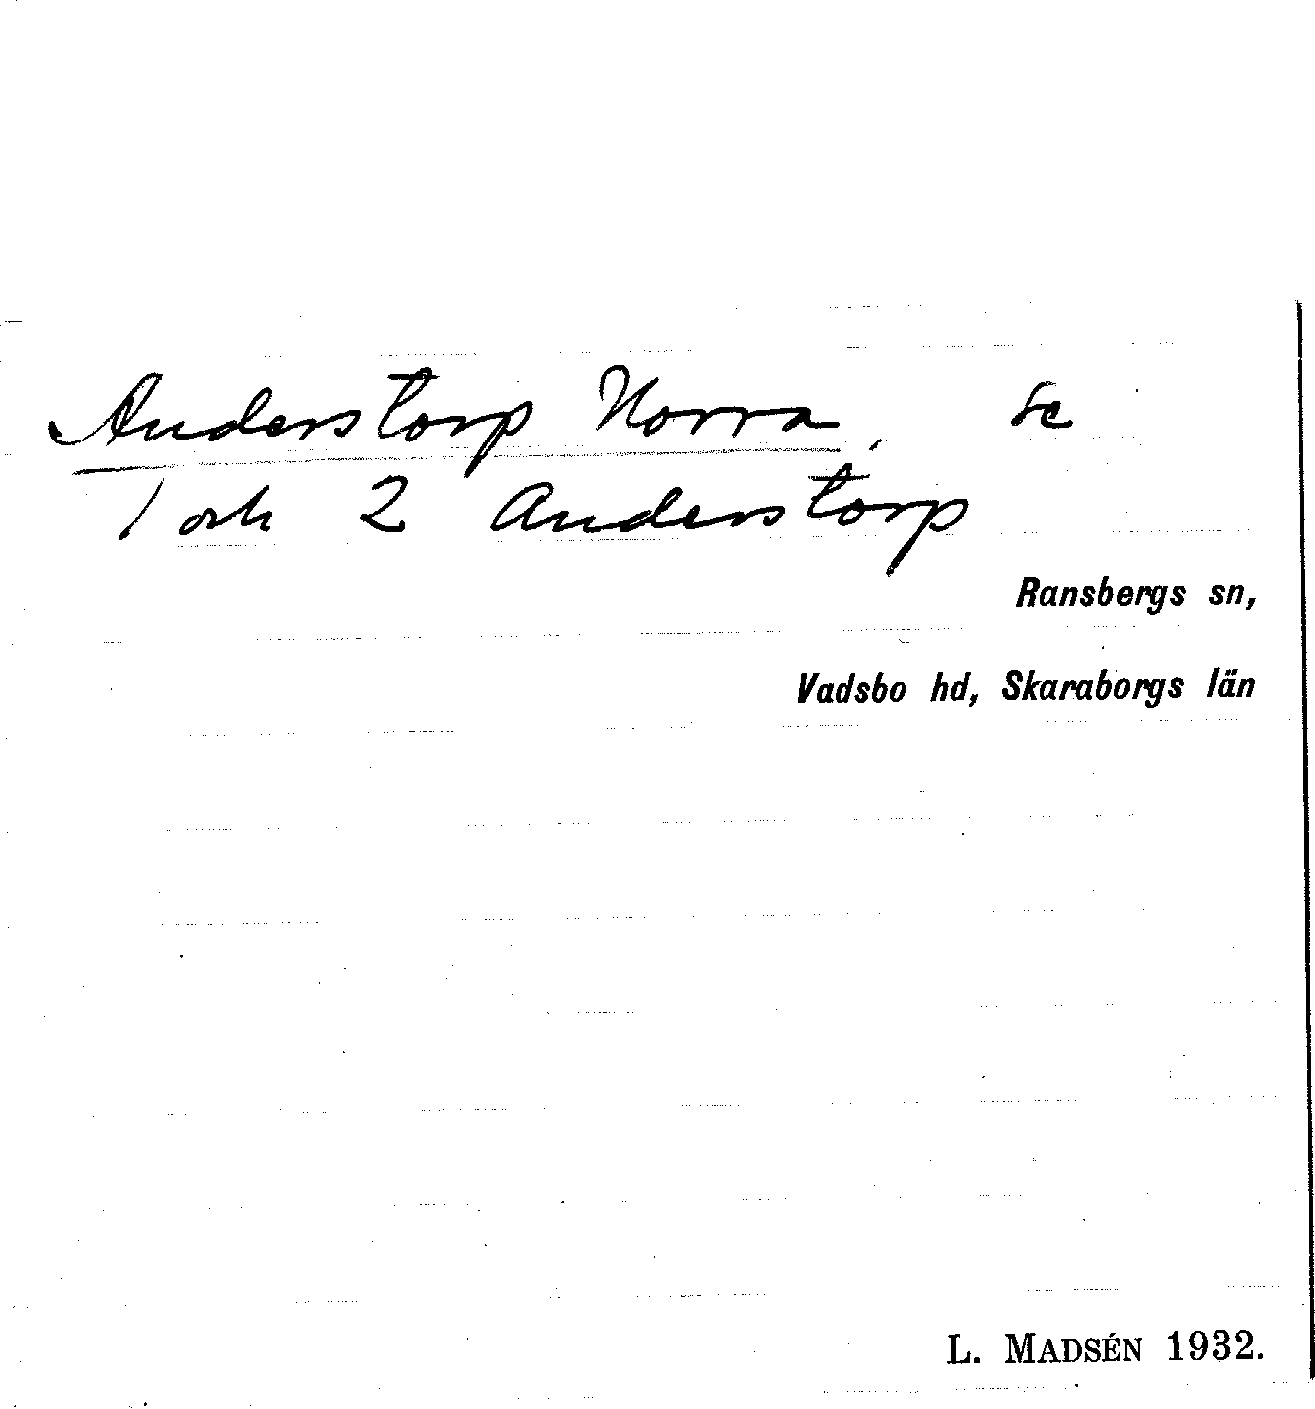 Anderstorp Norra, se
1 och 2 Anderstorp
Ransbergs sn,
Vadsbo hd, Skaraborgs län
L. MADSÉN 1932.